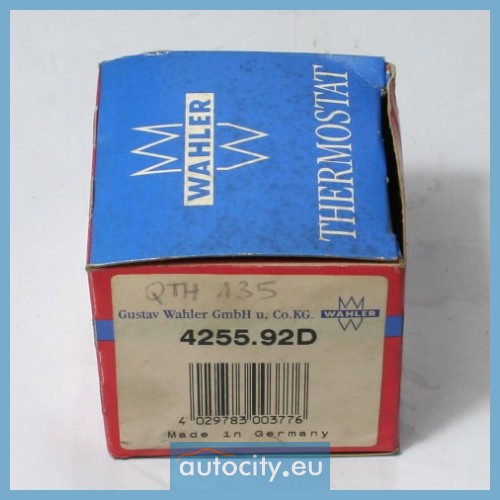 WAHLER
THERMOSTAT
QTH 135
Gustav Wahler GmbH u. Co.KG.
WAHLER
4255.92D
4 029783 003776
Made in Germany
autocity.eu